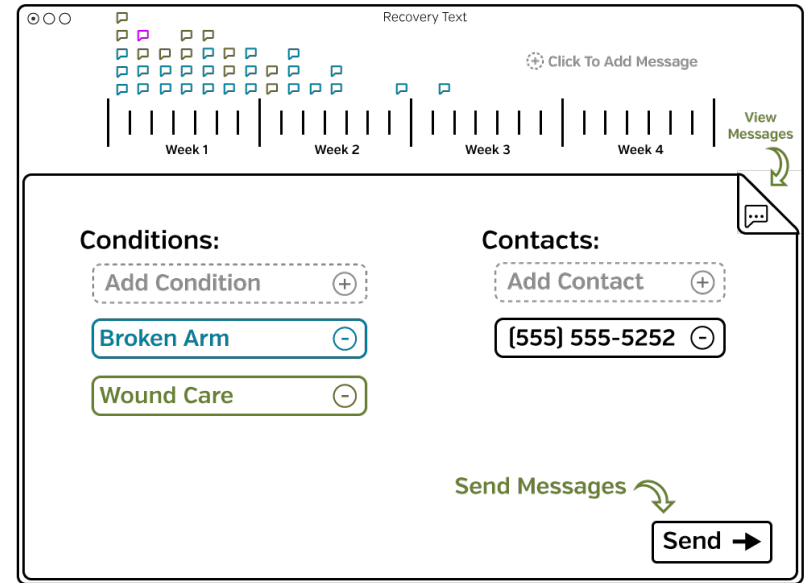 Recovery Text
Click To Add Message
View
Messages
Week 1
Week 2
Week 3
Week 4
Conditions:
Add Condition
Broken Arm
Wound Care
Contacts:
Add Contact
(555) 555-5252
Send Messages
Send